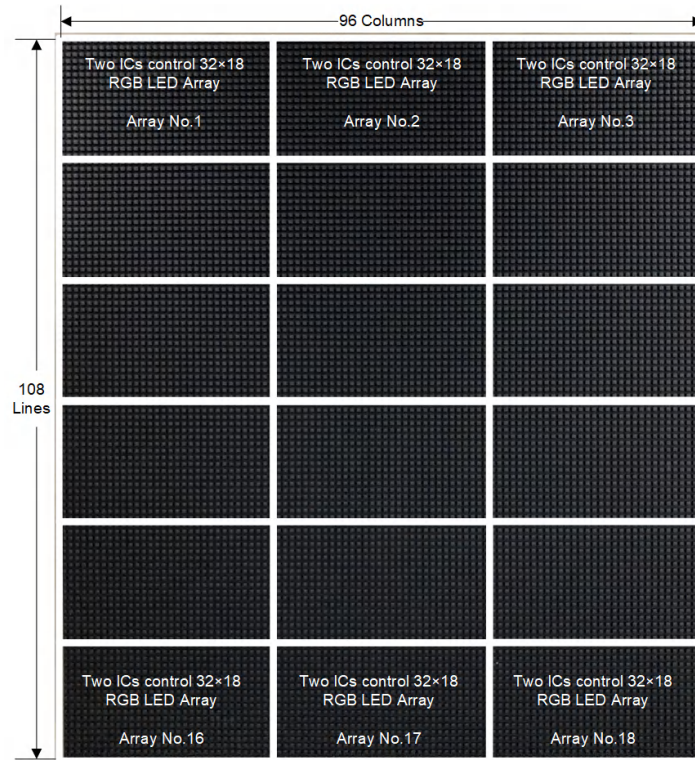 96 Columns
Two ICs control 32×18
RGB LED Array
Array No.1
Two ICs control 32×18
RGB LED Array
Array No.2
Two ICs control 32×18
RGB LED Array
Array No.3
108
Lines
Two ICs control 32×18
RGB LED Array
Array No.16
Two ICs control 32×18
RGB LED Array
Array No.17
Two ICs control 32×18
RGB LED Array
Array No.18